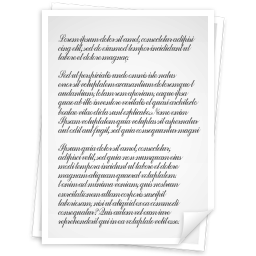 Lorem ipsum dolor sit amet, consectetur adipisi
cing elit, sed do eiusmod tempor incididunt ut
labore et dolore magna;
Sed ut perspiciatis unde omnis iste natus
error sit voluptatem accusantium doloremque l
audantium, totam rem aperiam, eaque ipsa
quae ab illo inventore veritatis et quasi architecto
beatae vitae dicta sunt explicabo. Nemo enim
Ipsam voluptatem quia voluptas sit aspernatur
aut odit aut fugit, sed quia consequuntur magni
Ipsum quia dolor sit amet, consectetur,
adipisci velit, sed quia non numquam eius
modi tempora incidunt ut labore et dolore
magnam aliquam quaerat voluptatem.
Ut enim ad minima veniam, quis nostrum
exercitationem ullam corporis suscipit
laboriosam, nisi ut aliquid ex ea commodi
consequatur? Quis autem vel eum iure
reprehenderit qui in ea voluptate velit esse